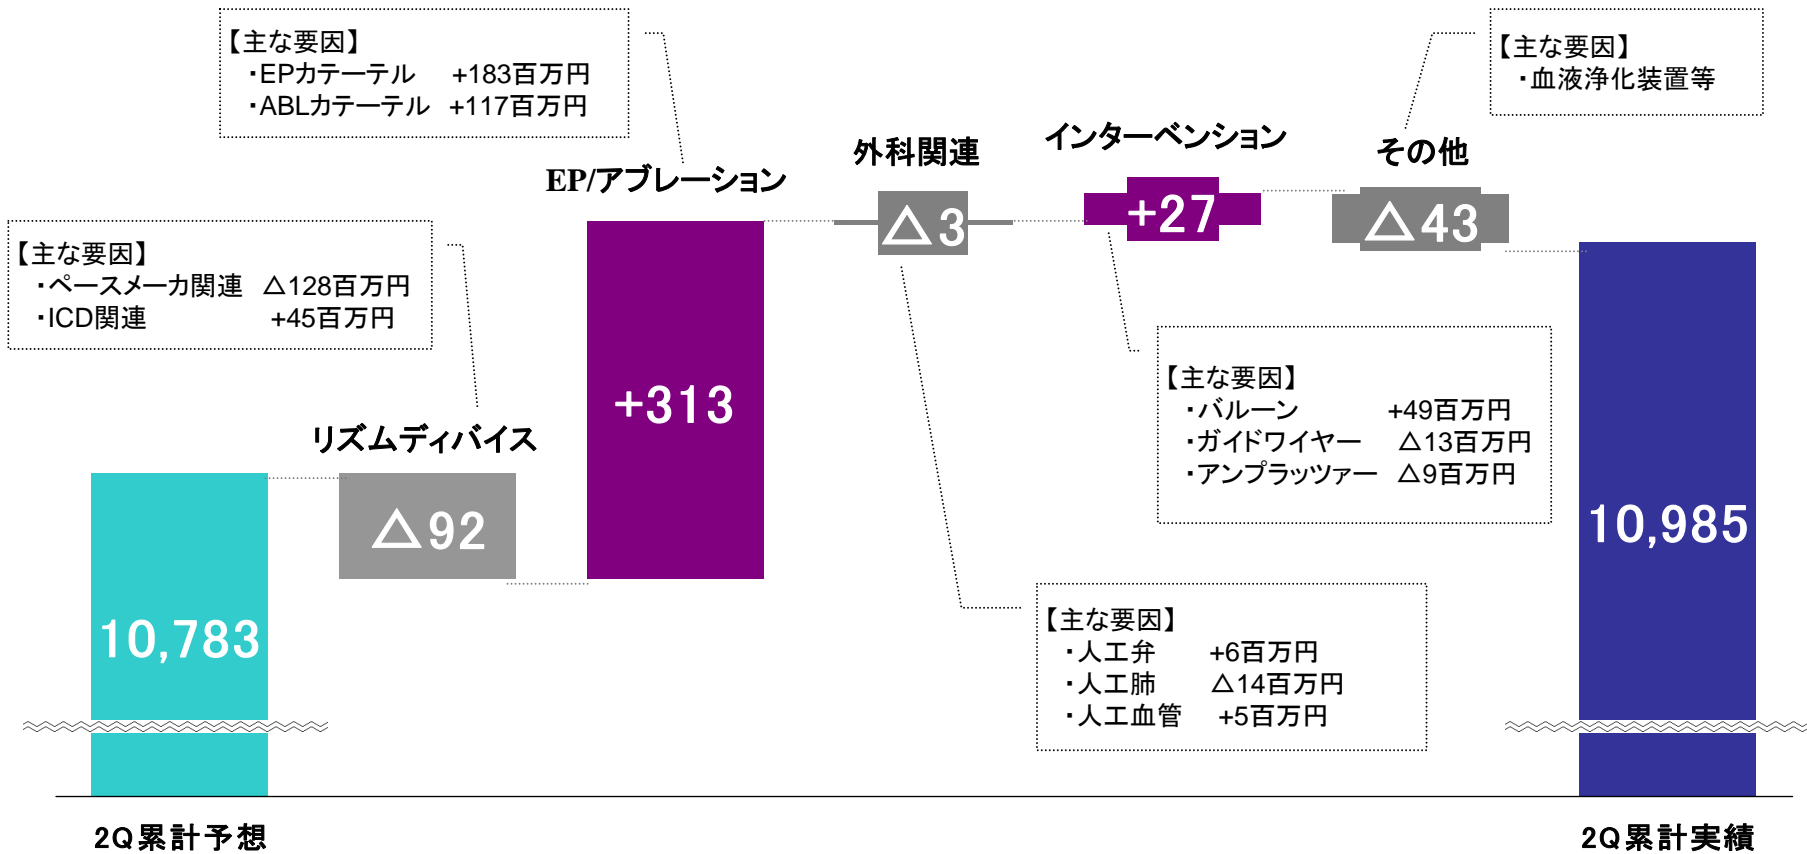 【主な要因】
・EPカテーテル +183百万円
・ABLカテーテル +117百万円
【主な要因】
・血液浄化装置等
EP/アブレーション
外科関連
インターベンション
その他
△3
+27
△43
【主な要因】
・ペースメーカ関連 △128百万円
・ICD関連 +45百万円
+313
リズムディバイス
【主な要因】
・バルーン +49百万円
・ガイドワイヤー △13百万円
・アンプラッツァー △9百万円
△92
10,985
10,783
【主な要因】
・人工弁 +6百万円
・人工肺 △14百万円
・人工血管 +5百万円
2Q累計予想
2Q累計実績